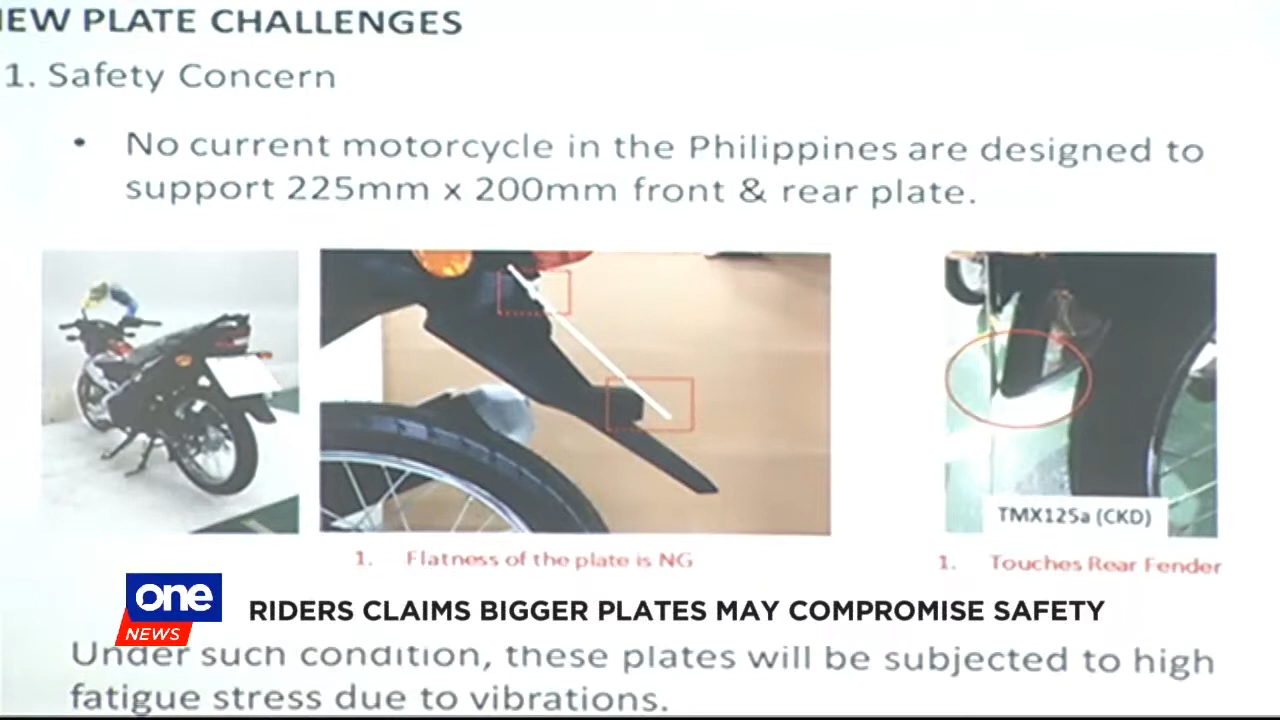 EW PLATE CHALLENGES
1. Safety Concern
• No current motorcycle in the Philippines are designed to
support 225mm x 200mm front & rear plate.
TMX125a (CKD)
1. Flatness of the plate is NG
1. Touches Rear Fender
one
NEWS
RIDERS CLAIMS BIGGER PLATES MAY COMPROMISE SAFETY
Under such condition, these plates will be subjected to high
fatigue stress due to vibrations.